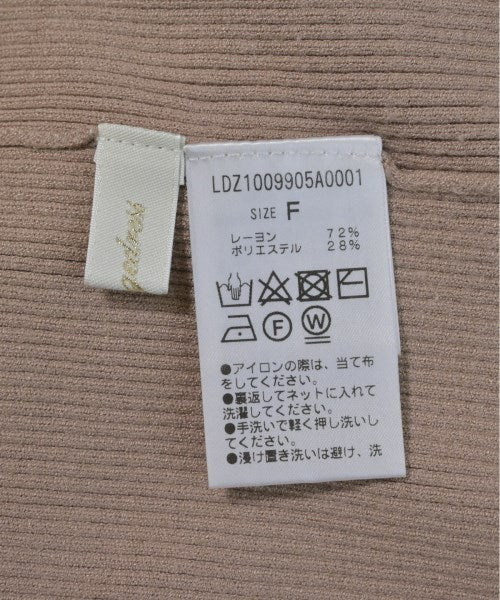 LDZ1009905A0001
SIZE F
レーヨン 72%
ポリエステル 28%
F
W
●アイロンの際は、当て布
をしてください。
●裏返してネットに入れて
洗濯してください。
●手洗いで軽く押し洗いし
てください。
●浸け置き洗いは避け、洗